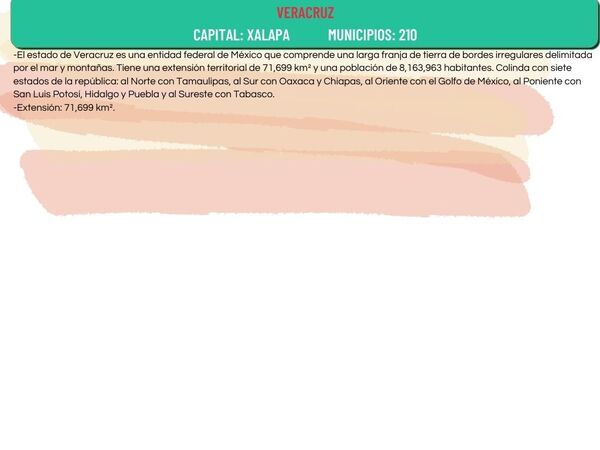 VERACRUZ
CAPITAL: XALAPA MUNICIPIOS: 210
-El estado de Veracruz es una entidad federal de México que comprende una larga franja de tierra de bordes irregulares delimitada
por el mar y montañas. Tiene una extensión territorial de 71,699 km² y una población de 8,163,963 habitantes. Colinda con siete
estados de la república: al Norte con Tamaulipas, al Sur con Oaxaca y Chiapas, al Oriente con el Golfo de México, al Poniente con
San Luis Potosí, Hidalgo y Puebla y al Sureste con Tabasco.
-Extensión: 71,699 km².